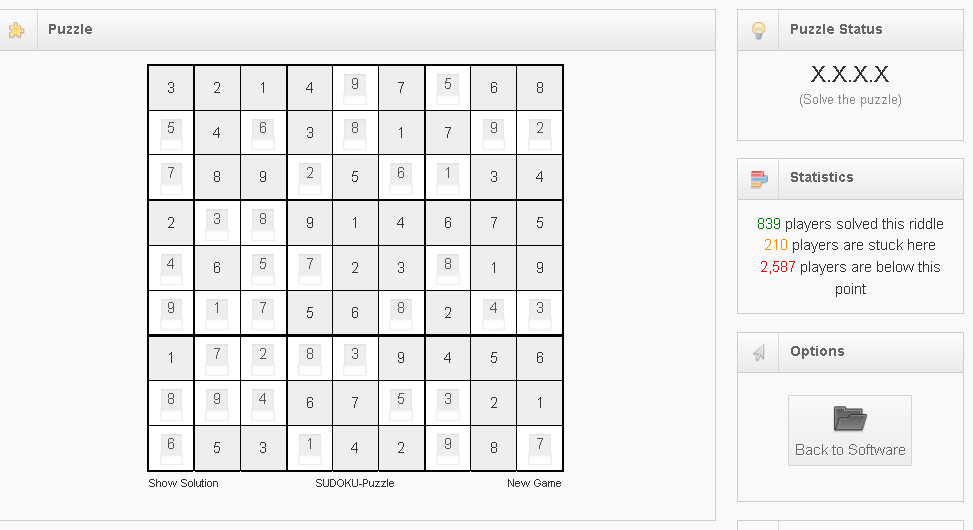 Puzzle
3 2 1 4 9 7 5 6 8
5 4 6 3 8 1 7 9 2
7 8 9 2 5 6 1 3 4
2 3 8 9 1 4 6 7 5
4 6 5 7 2 3 8 1 9
9 1 7 5 6 8 2 4 3
1 7 2 8 3 9 4 5 6
8 9 4 6 7 5 3 2 1
6 5 3 1 4 2 9 8 7
Show Solution SUDOKU-Puzzle New Game
Puzzle Status
X.X.X.X
(Solve the puzzle)
Statistics
839 players solved this riddle
210 players are stuck here
2,587 players are below this
point
Options
Back to Software